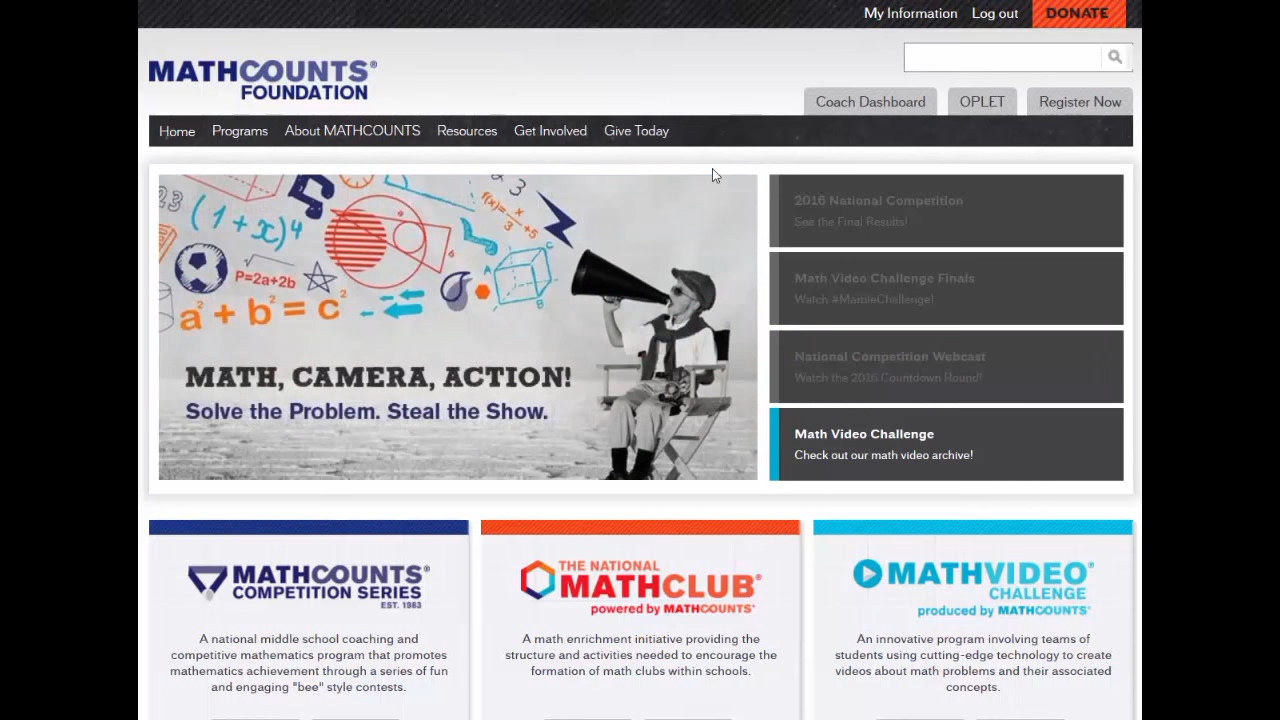 My Information Log out DONATE
MATHCOUNTS®
FOUNDATION
Coach Dashboard OPLET Register Now
Home Programs About MATHCOUNTS Resources Get Involved Give Today
(1+x)4
P=2a+2b
a² + b² = c²
f(x)= x/3 +5
A
C
B
MATH, CAMERA, ACTION!
Solve the Problem. Steal the Show.
2016 National Competition
See the Final Results!
Math Video Challenge Finals
Watch #MarbleChallenge!
National Competition Webcast
Watch the 2016 Countdown Round!
Math Video Challenge
Check out our math video archive!
MATHCOUNTS®
COMPETITION SERIES
EST. 1983
A national middle school coaching and
competitive mathematics program that promotes
mathematics achievement through a series of fun
and engaging "bee" style contests.
THE NATIONAL
MATHCLUB®
powered by MATHCOUNTS®
A math enrichment initiative providing the
structure and activities needed to encourage the
formation of math clubs within schools.
MATHVIDEO®
CHALLENGE
produced by MATHCOUNTS®
An innovative program involving teams of
students using cutting-edge technology to create
videos about math problems and their associated
concepts.